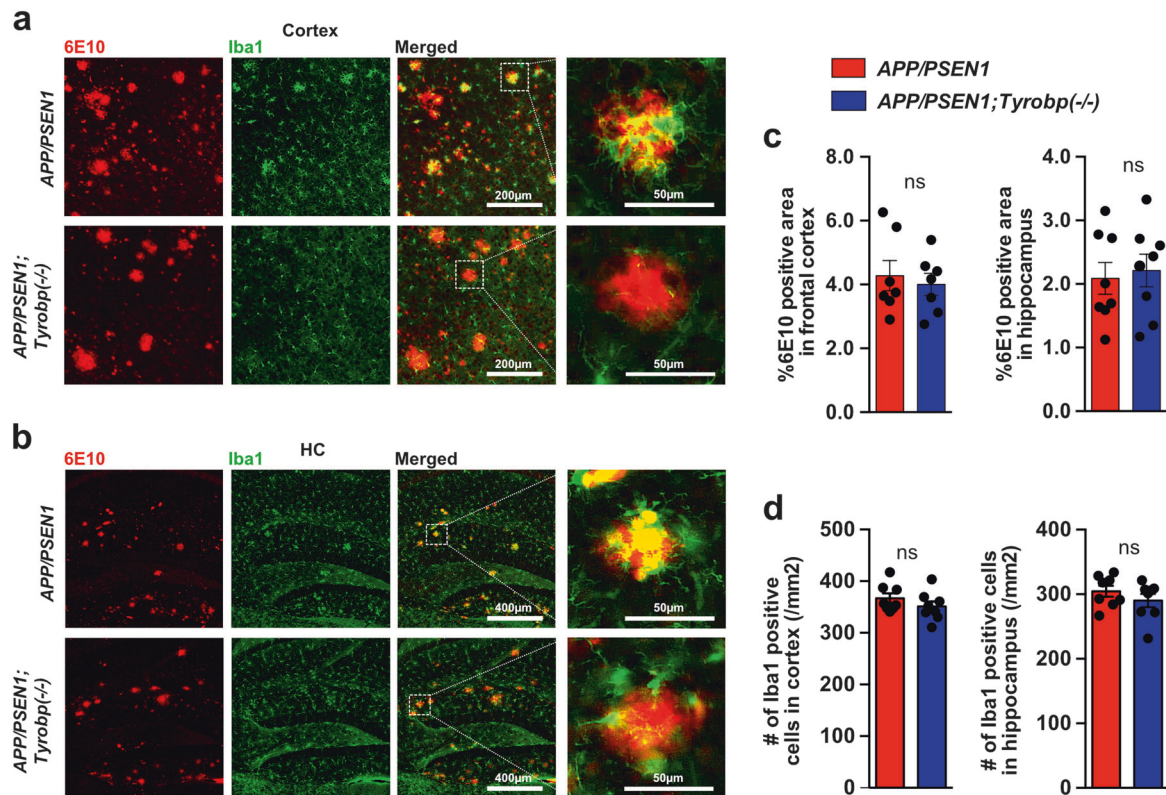 a
Cortex
6E10
Iba1
Merged
APP/PSEN1
200µm
50µm
APP/PSEN1;
Tyrobp(-/-)
200µm
50µm
b
HC
6E10
Iba1
Merged
APP/PSEN1
400µm
50µm
APP/PSEN1;
Tyrobp(-/-)
400µm
50µm
APP/PSEN1
APP/PSEN1;Tyrobp(-/-)
c
%6E10 positive area
in frontal cortex
8.0
6.0
4.0
2.0
0.0
ns
%6E10 positive area
in hippocampus
4.0
3.0
2.0
1.0
0.0
ns
d
# of Iba1 positive
cells in cortex (/mm2)
500
400
300
200
100
0
ns
# of Iba1 positive cells
in hippocampus (/mm2)
400
300
200
100
0
ns